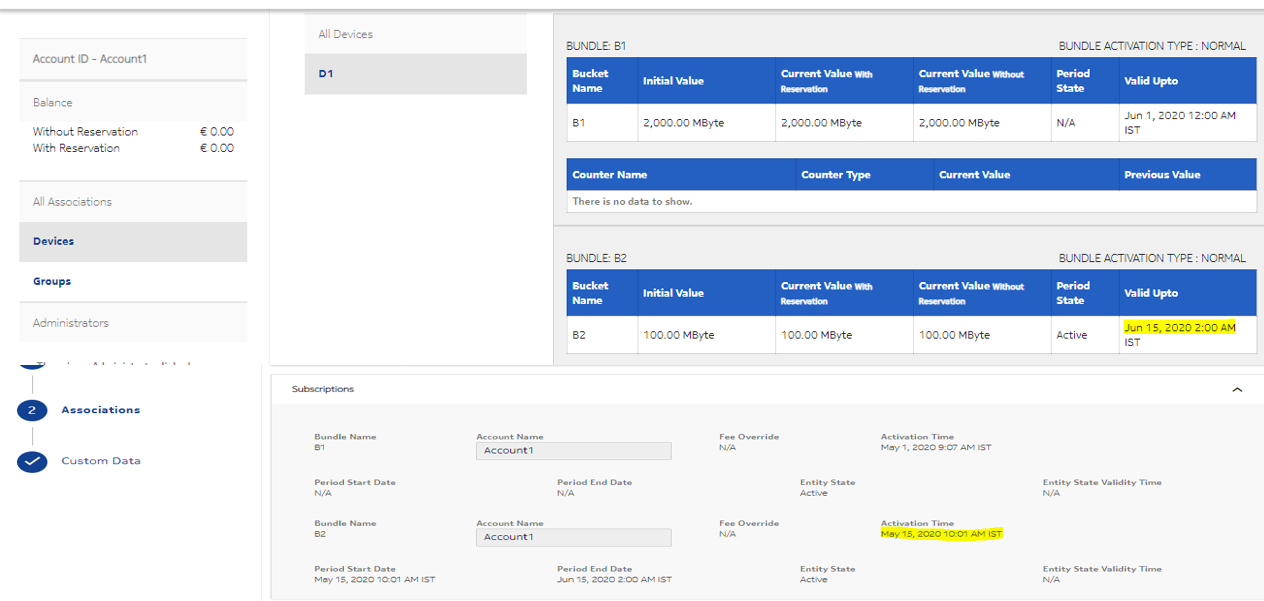 Account ID - Account1
Balance
Without Reservation € 0.00
With Reservation € 0.00
All Associations
Devices
Groups
Administrators
2 Associations
Custom Data
All Devices
D1
BUNDLE: B1 BUNDLE ACTIVATION TYPE : NORMAL
Bucket Name Initial Value Current Value With Reservation Current Value Without Reservation Period State Valid Upto
B1 2,000.00 MByte 2,000.00 MByte 2,000.00 MByte N/A Jun 1, 2020 12:00 AM IST
Counter Name Counter Type Current Value Previous Value
There is no data to show.
BUNDLE: B2 BUNDLE ACTIVATION TYPE : NORMAL
Bucket Name Initial Value Current Value With Reservation Current Value Without Reservation Period State Valid Upto
B2 100.00 MByte 100.00 MByte 100.00 MByte Active Jun 15, 2020 2:00 AM IST
Subscriptions
Bundle Name Account Name Fee Override Activation Time
B1 Account1 N/A May 1, 2020 9:07 AM IST
Period Start Date Period End Date Entity State Entity State Validity Time
N/A N/A Active N/A
Bundle Name Account Name Fee Override Activation Time
B2 Account1 N/A May 15, 2020 10:01 AM IST
Period Start Date Period End Date Entity State Entity State Validity Time
May 15, 2020 10:01 AM IST Jun 15, 2020 2:00 AM IST Active N/A